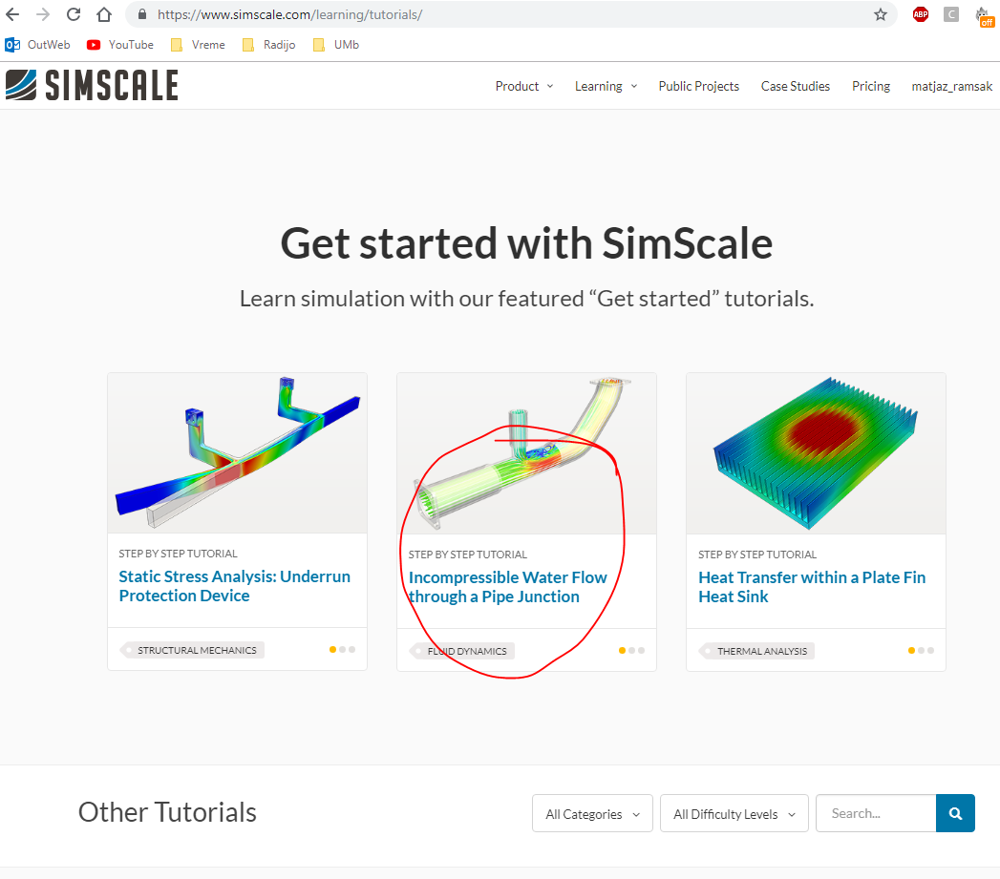 https://www.simscale.com/learning/tutorials/
ABP
C
off
OutWeb YouTube Vreme Radijo UMb
SIMSCALE
Product Learning Public Projects Case Studies Pricing matjaz_ramsak
Get started with SimScale
Learn simulation with our featured “Get started” tutorials.
STEP BY STEP TUTORIAL
Static Stress Analysis: Underrun
Protection Device
STRUCTURAL MECHANICS
STEP BY STEP TUTORIAL
Incompressible Water Flow
through a Pipe Junction
FLUID DYNAMICS
STEP BY STEP TUTORIAL
Heat Transfer within a Plate Fin
Heat Sink
THERMAL ANALYSIS
Other Tutorials
All Categories
All Difficulty Levels
Search...